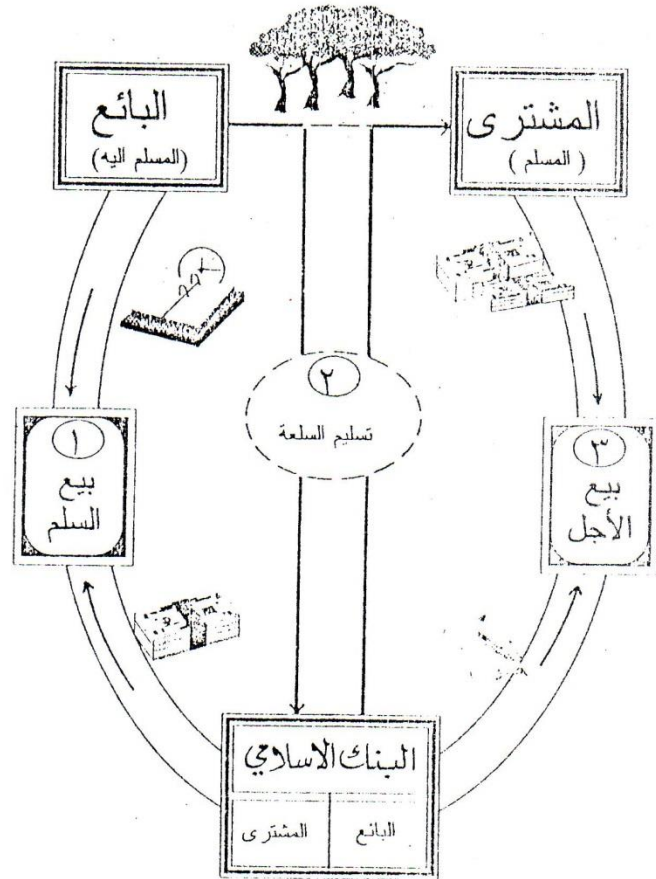 المشترى
( المسلم )
البائع
(المسلم اليه)
٢
تسليم السلعة
٣
بيع
الأجل
١
بيع
السلم
البنك الاسلامي
البائع
المشترى